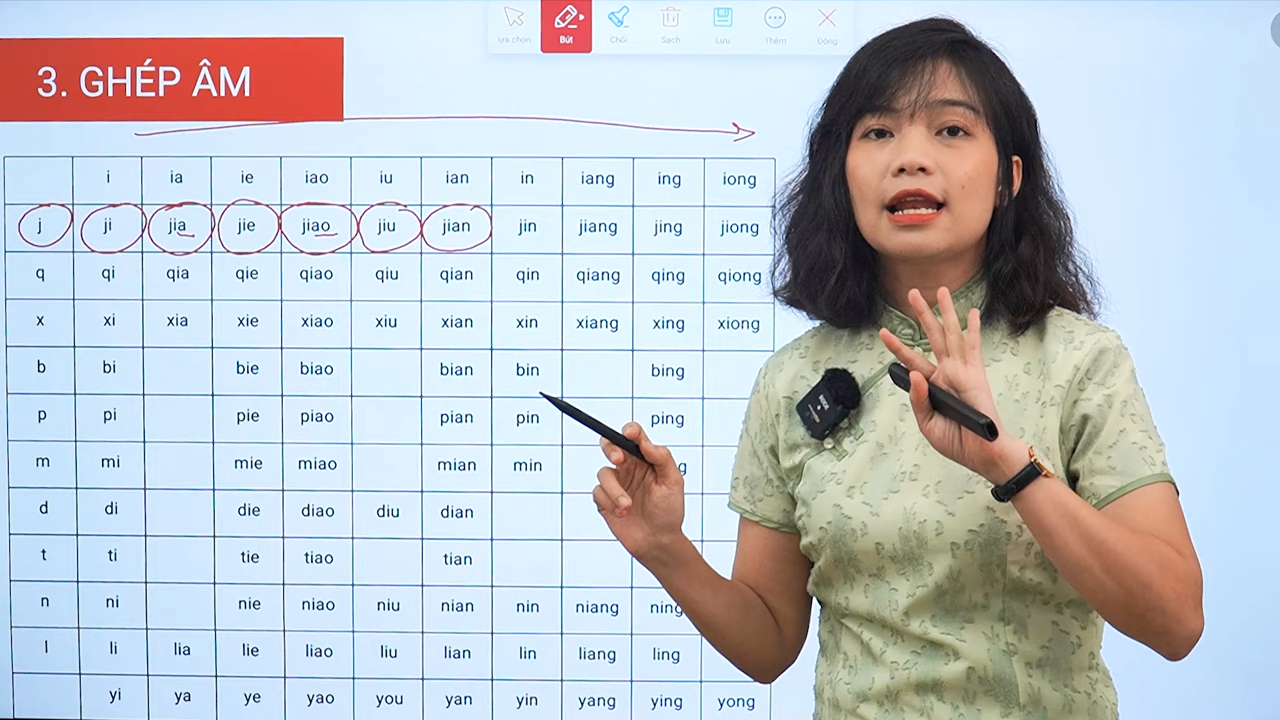 lựa chọn Bút Chổi ... Sạch Lưu Thêm Đóng
3. GHÉP ÂM
i ia ie iao iu ian in iang ing iong
j ji jia jie jiao jiu jian jin jiang jing jiong
q qi qia qie qiao qiu qian qin qiang qing qiong
x xi xia xie xiao xiu xian xin xiang xing xiong
b bi bie biao bian bin bing
p pi pie piao pian pin ping
m mi mie miao mian min
d di die diao diu dian
t ti tie tiao tian
n ni nie niao niu nian nin niang ning
l li lia lie liao liu lian lin liang ling
yi ya ye yao you yan yin yang ying yong